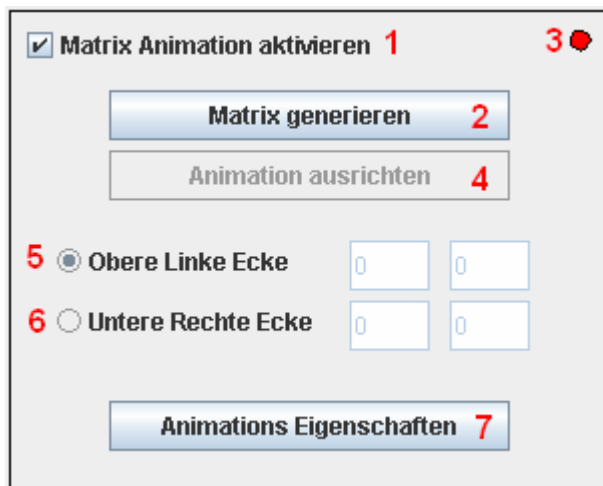 Matrix Animation aktivieren 1 3
Matrix generieren 2
Animation ausrichten 4
5 Obere Linke Ecke 0 0
6 Untere Rechte Ecke 0 0
Animations Eigenschaften 7